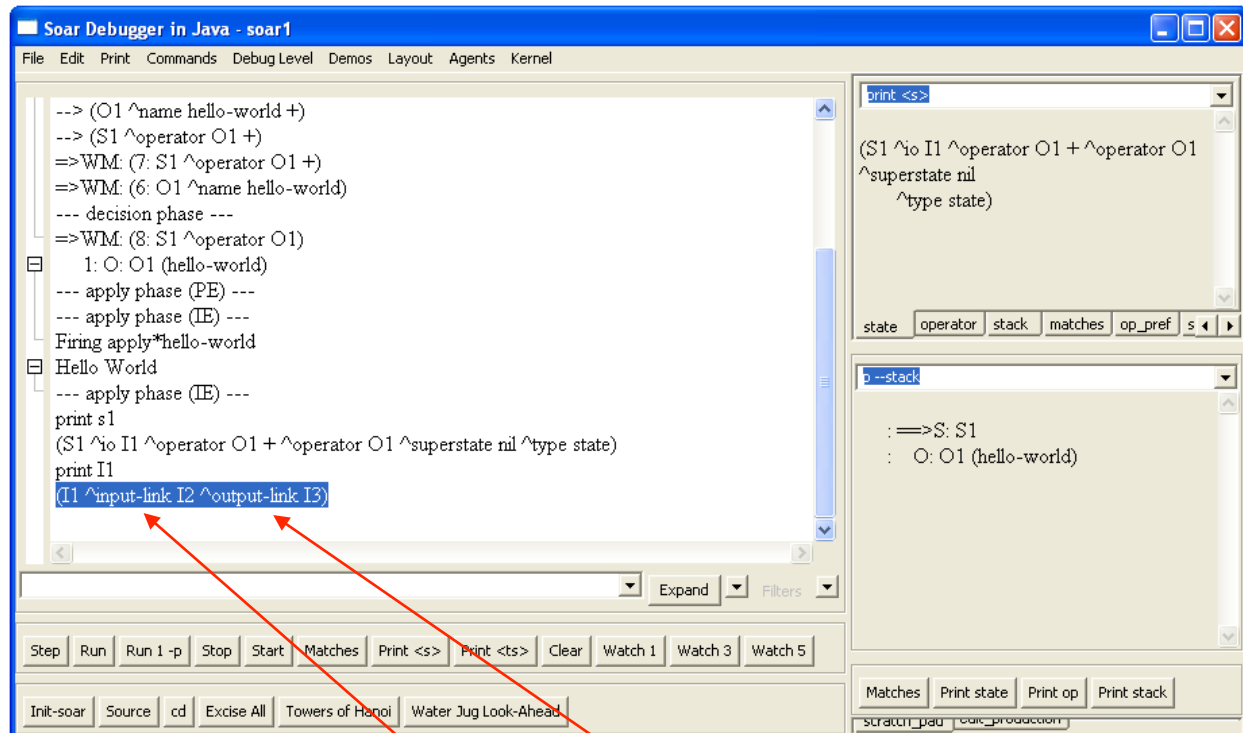 Soar Debugger in Java - soar1
File Edit Print Commands Debug Level Demos Layout Agents Kernel
--> (O1 ^name hello-world +)
--> (S1 ^operator O1 +)
=>WM: (7: S1 ^operator O1 +)
=>WM: (6: O1 ^name hello-world)
--- decision phase ---
=>WM: (8: S1 ^operator O1)
1: O: O1 (hello-world)
--- apply phase (PE) ---
--- apply phase (IE) ---
Firing apply*hello-world
Hello World
--- apply phase (IE) ---
print s1
(S1 ^io I1 ^operator O1 + ^operator O1 ^superstate nil ^type state)
print I1
(I1 ^input-link I2 ^output-link I3)
Expand Filters
Step Run Run 1 -p Stop Start Matches Print <s> Print <ts> Clear Watch 1 Watch 3 Watch 5
Init-soar Source cd Excise All Towers of Hanoi Water Jug Look-Ahead
print <s>
(S1 ^io I1 ^operator O1 + ^operator O1
^superstate nil
^type state)
state operator stack matches op_pref s
p --stack
: ==>S: S1
: O: O1 (hello-world)
Matches Print state Print op Print stack
scratch_pad edit_production